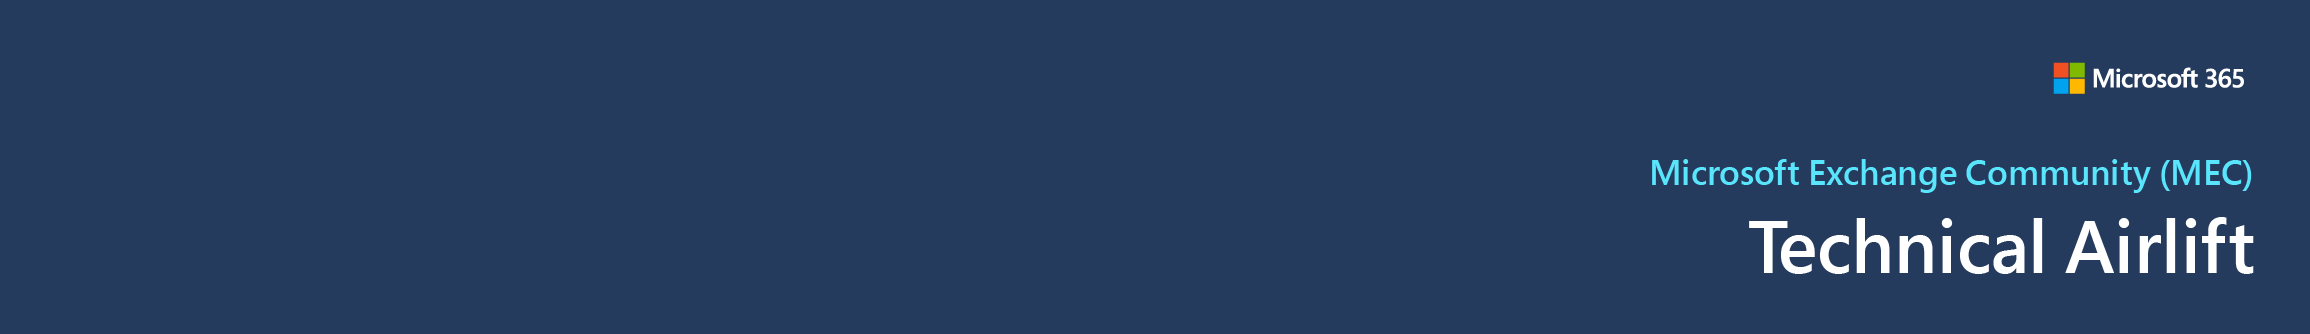 Microsoft 365
Microsoft Exchange Community (MEC)
Technical Airlift